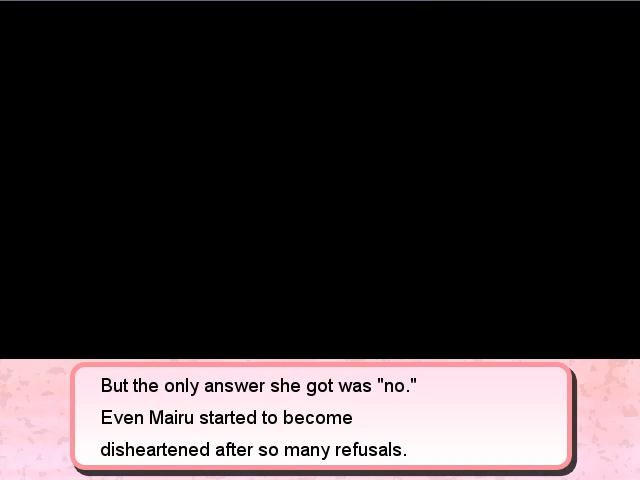 But the only answer she got was "no."
Even Mairu started to become
disheartened after so many refusals.